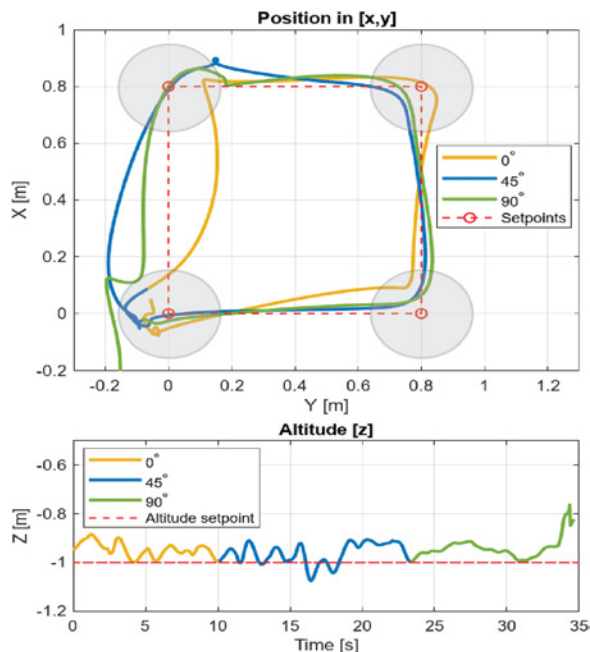 Position in [x,y]
1
0.8
0.6
0.4
0.2
0
-0.2
X [m]
0°
45°
90°
Setpoints
-0.2 0 0.2 0.4 0.6 0.8 1 1.2
Y [m]
Altitude [z]
-0.6
-0.8
-1
-1.2
Z [m]
0°
45°
90°
Altitude setpoint
0 5 10 15 20 25 30 35
Time [s]